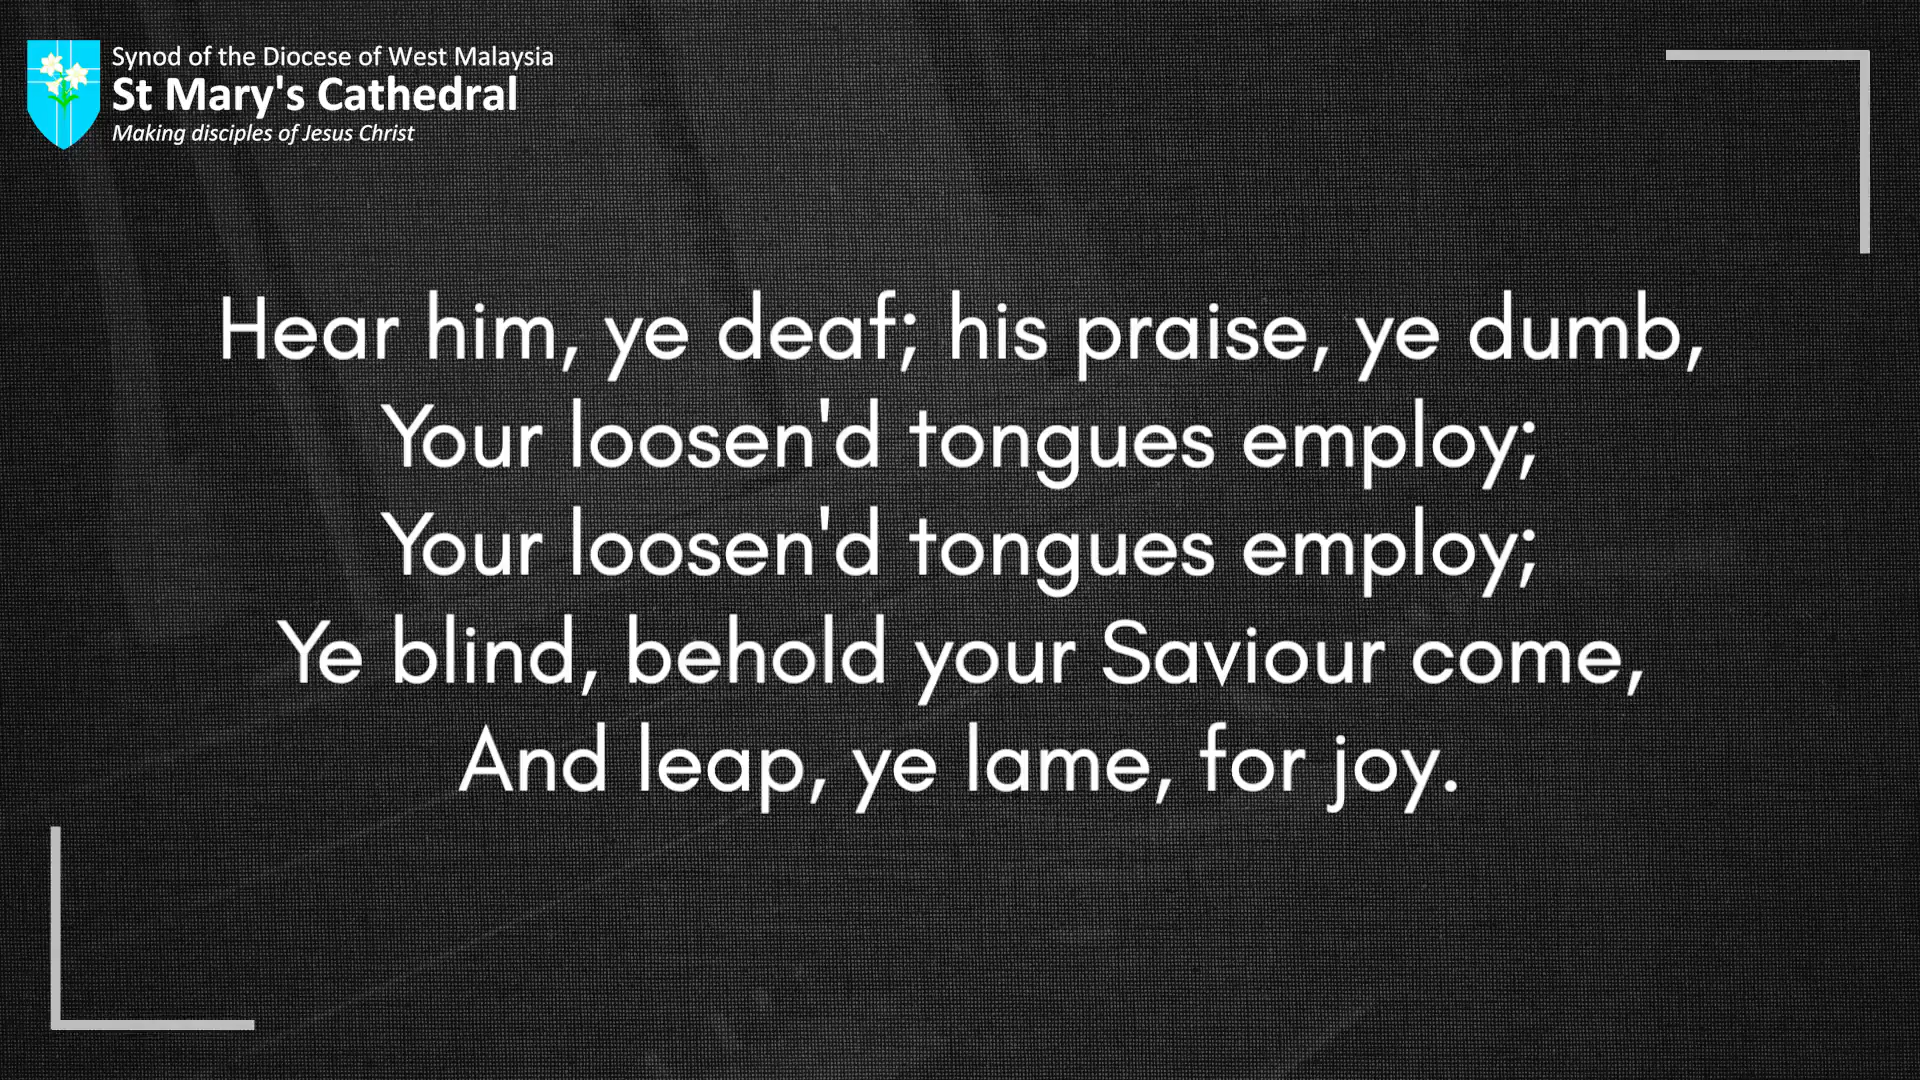 Synod of the Diocese of West Malaysia
St Mary's Cathedral
Making disciples of Jesus Christ
Hear him, ye deaf; his praise, ye dumb,
Your loosen'd tongues employ;
Your loosen'd tongues employ;
Ye blind, behold your Saviour come,
And leap, ye lame, for joy.